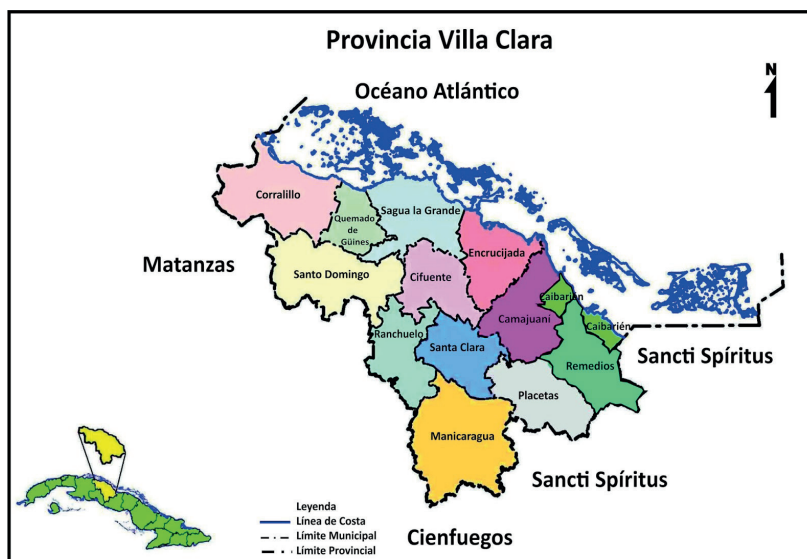 Provincia Villa Clara
Océano Atlántico
N
Corralillo
Quemado
de
Güines
Sagua la Grande
Encrucijada
Matanzas
Santo Domingo
Cifuente
Caibarién
Camajuaní
Caibarién
Ranchuelo
Santa Clara
Sancti Spíritus
Remedios
Placetas
Manicaragua
Sancti Spíritus
Leyenda
Línea de Costa
Límite Municipal
Límite Provincial
Cienfuegos